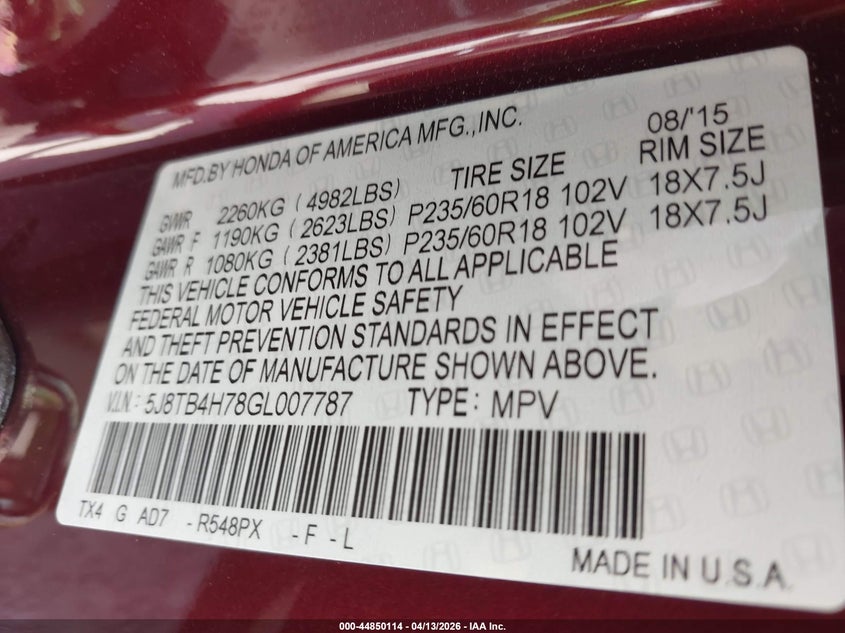 MFD.BY HONDA OF AMERICA MFG.,INC. 08/'15
TIRE SIZE RIM SIZE
GVWR 2260KG (4982LBS)
GAWR F 1190KG (2623LBS) P235/60R18 102V 18X7.5J
GAWR R 1080KG (2381LBS) P235/60R18 102V 18X7.5J
THIS VEHICLE CONFORMS TO ALL APPLICABLE
FEDERAL MOTOR VEHICLE SAFETY
AND THEFT PREVENTION STANDARDS IN EFFECT
ON THE DATE OF MANUFACTURE SHOWN ABOVE.
V.I.N : 5J8TB4H78GL007787 TYPE: MPV
TX4 G AD7 -R548PX -F -L
MADE IN U.S.A.
000-44850114 - 04/13/2026 - IAA Inc.